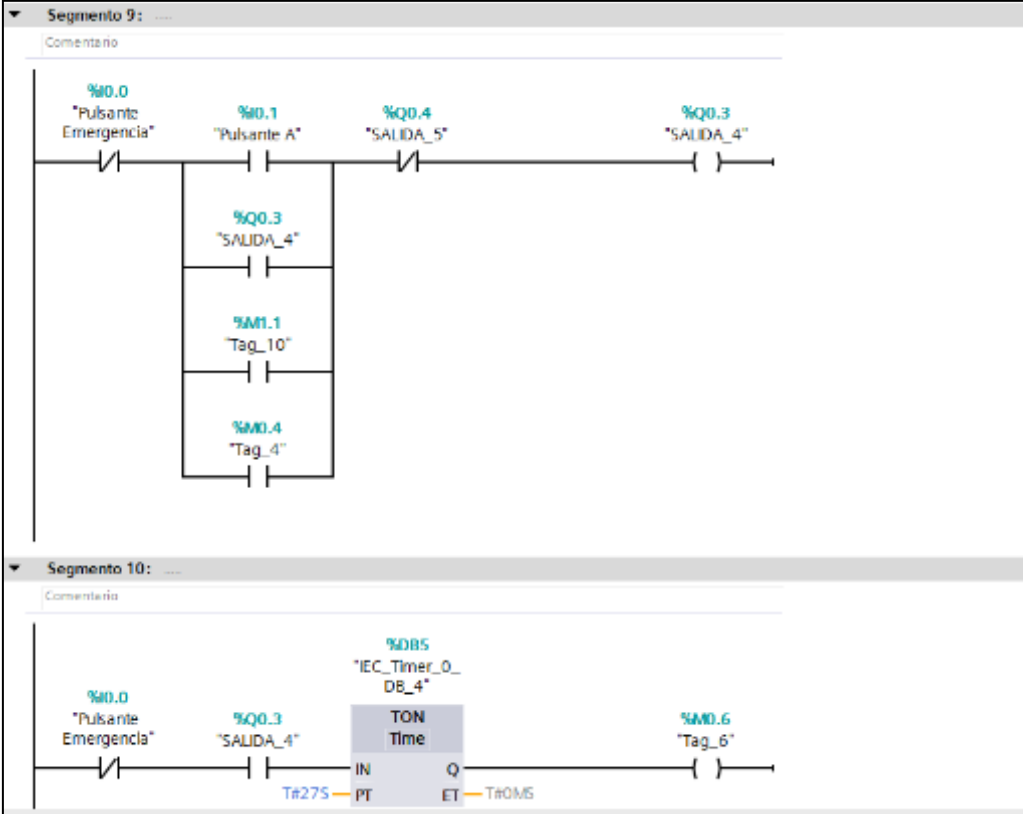 Segmento 9: .....
Comentario
%I0.0
"Pulsante
Emergencia"
%I0.1
"Pulsante A"
%Q0.4
"SALIDA_5"
%Q0.3
"SALIDA_4"
%Q0.3
"SALIDA_4"
%M1.1
"Tag_10"
%M0.4
"Tag_4"
Segmento 10: .....
Comentario
%DB5
"IEC_Timer_0_
DB_4"
%I0.0
"Pulsante
Emergencia"
%Q0.3
"SALIDA_4"
TON
Time
%M0.6
"Tag_6"
IN Q
T#27S PT ET T#0MS